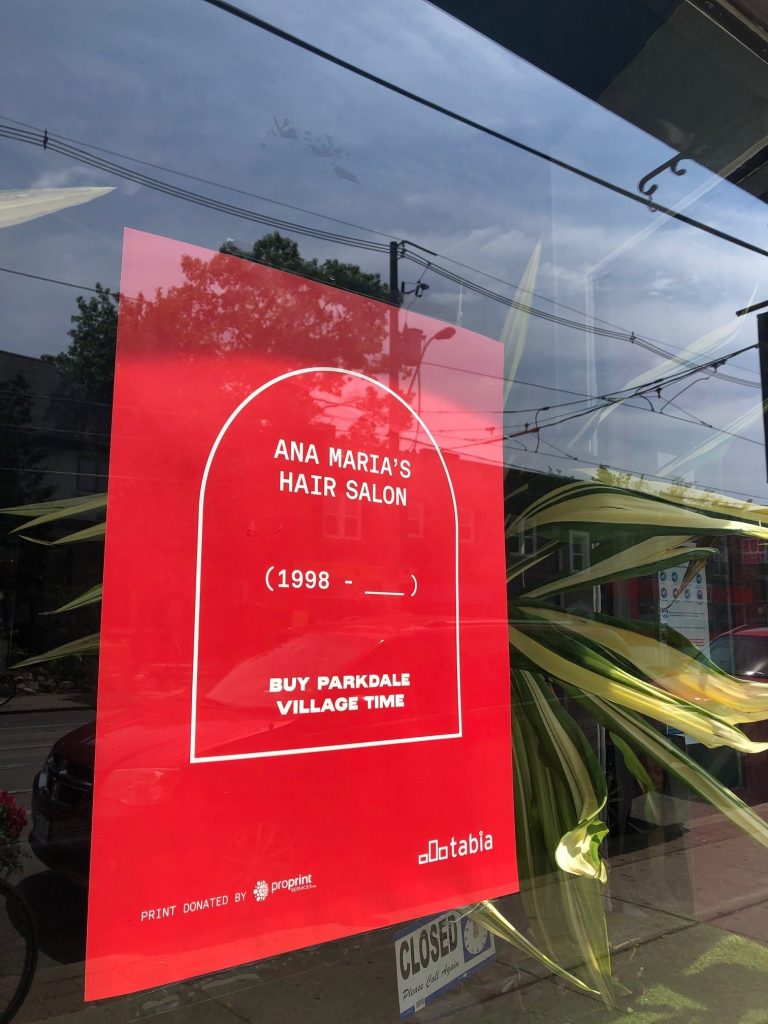 ANA MARIA'S
HAIR SALON
(1998 - ___)
BUY PARKDALE
VILLAGE TIME
tabia
PRINT DONATED BY proprint
SERVICES
CLOSED
Please Call Again